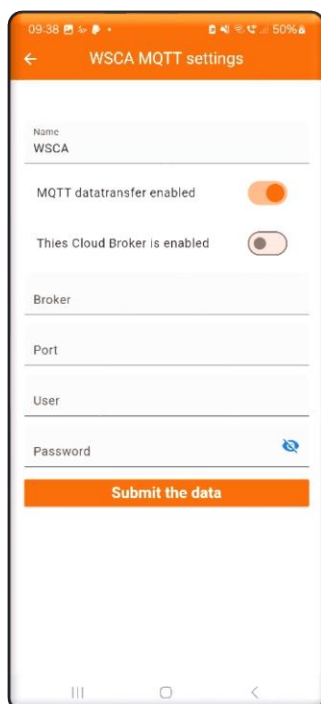 09:38 50%
WSCA MQTT settings
Name
WSCA
MQTT datatransfer enabled
Thies Cloud Broker is enabled
Broker
Port
User
Password
Submit the data